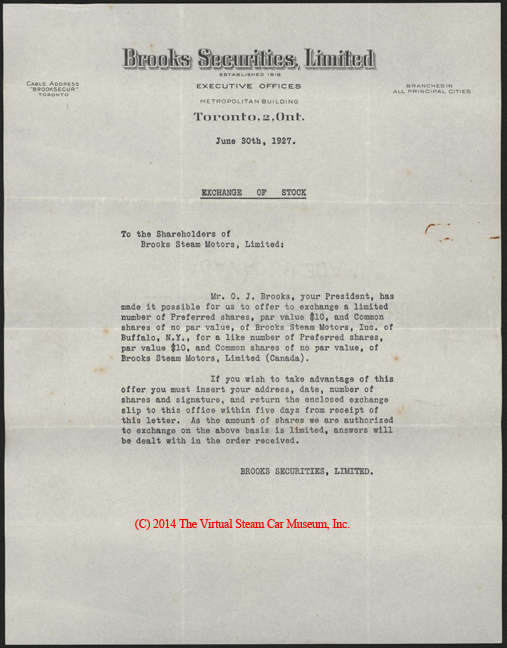 Brooks Securities, Limited
ESTABLISHED 1918
EXECUTIVE OFFICES
METROPOLITAN BUILDING
Toronto, 2, Ont.
CABLE ADDRESS
"BROOKSECUR"
TORONTO
BRANCHES IN
ALL PRINCIPAL CITIES
June 30th, 1927.
EXCHANGE OF STOCK
To the Shareholders of
Brooks Steam Motors, Limited:
Mr. O. J. Brooks, your President, has
made it possible for us to offer to exchange a limited
number of Preferred shares, par value $10, and Common
shares of no par value, of Brooks Steam Motors, Inc. of
Buffalo, N.Y., for a like number of Preferred shares,
par value $10, and Common shares of no par value, of
Brooks Steam Motors, Limited (Canada).
If you wish to take advantage of this
offer you must insert your address, date, number of
shares and signature, and return the enclosed exchange
slip to this office within five days from receipt of
this letter. As the amount of shares we are authorized
to exchange on the above basis is limited, answers will
be dealt with in the order received.
BROOKS SECURITIES, LIMITED.
(C) 2014 The Virtual Steam Car Museum, Inc.